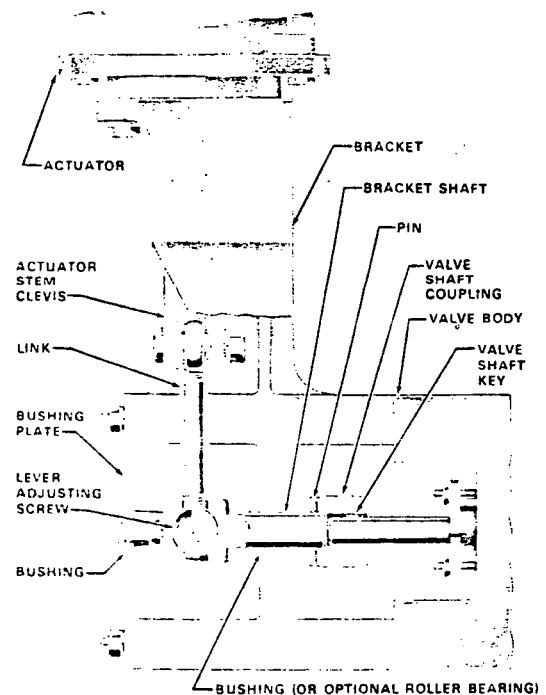 ACTUATOR
BRACKET
BRACKET SHAFT
PIN
ACTUATOR
STEM
CLEVIS
VALVE
SHAFT
COUPLING
VALVE BODY
LINK
VALVE
SHAFT
KEY
BUSHING
PLATE
LEVER
ADJUSTING
SCREW
BUSHING
BUSHING (OR OPTIONAL ROLLER BEARING)